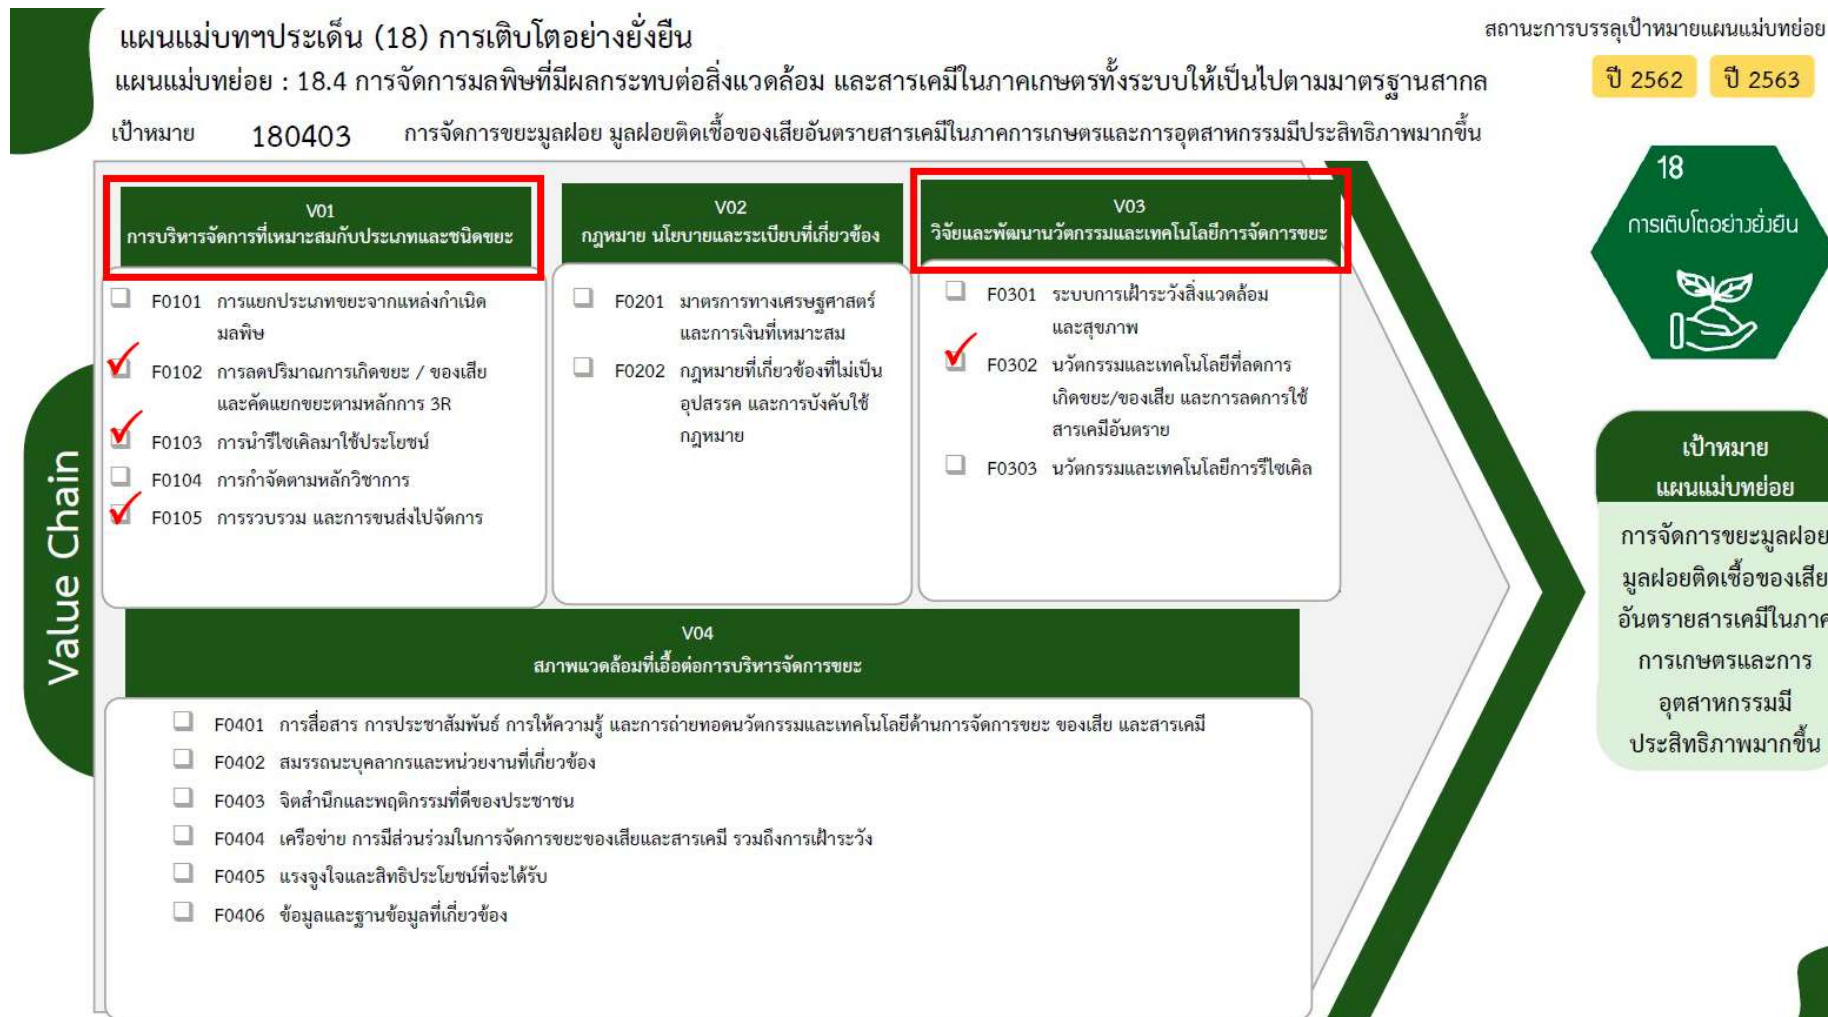 แผนแม่บทฯประเด็น (18) การเติบโตอย่างยั่งยืน
แผนแม่บทย่อย : 18.4 การจัดการมลพิษที่มีผลกระทบต่อสิ่งแวดล้อม และสารเคมีในภาคเกษตรทั้งระบบให้เป็นไปตามมาตรฐานสากล
เป้าหมาย 180403 การจัดการขยะมูลฝอย มูลฝอยติดเชื้อของเสียอันตรายสารเคมีในภาคการเกษตรและการอุตสาหกรรมมีประสิทธิภาพมากขึ้น
สถานะการบรรลุเป้าหมายแผนแม่บทย่อย
ปี 2562 ปี 2563
Value Chain
V01
การบริหารจัดการที่เหมาะสมกับประเภทและชนิดขยะ
F0101 การแยกประเภทขยะจากแหล่งกำเนิด
มลพิษ
F0102 การลดปริมาณการเกิดขยะ / ของเสีย
และคัดแยกขยะตามหลักการ 3R
F0103 การนำรีไซเคิลมาใช้ประโยชน์
F0104 การกำจัดตามหลักวิชาการ
F0105 การรวบรวม และการขนส่งไปจัดการ
V02
กฎหมาย นโยบายและระเบียบที่เกี่ยวข้อง
F0201 มาตรการทางเศรษฐศาสตร์
และการเงินที่เหมาะสม
F0202 กฎหมายที่เกี่ยวข้องที่ไม่เป็น
อุปสรรค และการบังคับใช้
กฎหมาย
V03
วิจัยและพัฒนานวัตกรรมและเทคโนโลยีการจัดการขยะ
F0301 ระบบการเฝ้าระวังสิ่งแวดล้อม
และสุขภาพ
F0302 นวัตกรรมและเทคโนโลยีที่ลดการ
เกิดขยะ/ของเสีย และการลดการใช้
สารเคมีอันตราย
F0303 นวัตกรรมและเทคโนโลยีการรีไซเคิล
V04
สภาพแวดล้อมที่เอื้อต่อการบริหารจัดการขยะ
F0401 การสื่อสาร การประชาสัมพันธ์ การให้ความรู้ และการถ่ายทอดนวัตกรรมและเทคโนโลยีด้านการจัดการขยะ ของเสีย และสารเคมี
F0402 สมรรถนะบุคลากรและหน่วยงานที่เกี่ยวข้อง
F0403 จิตสำนึกและพฤติกรรมที่ดีของประชาชน
F0404 เครือข่าย การมีส่วนร่วมในการจัดการขยะของเสียและสารเคมี รวมถึงการเฝ้าระวัง
F0405 แรงจูงใจและสิทธิประโยชน์ที่จะได้รับ
F0406 ข้อมูลและฐานข้อมูลที่เกี่ยวข้อง
18
การเติบโตอย่างยั่งยืน
เป้าหมาย
แผนแม่บทย่อย
การจัดการขยะมูลฝอย
มูลฝอยติดเชื้อของเสีย
อันตรายสารเคมีในภาค
การเกษตรและการ
อุตสาหกรรมมี
ประสิทธิภาพมากขึ้น